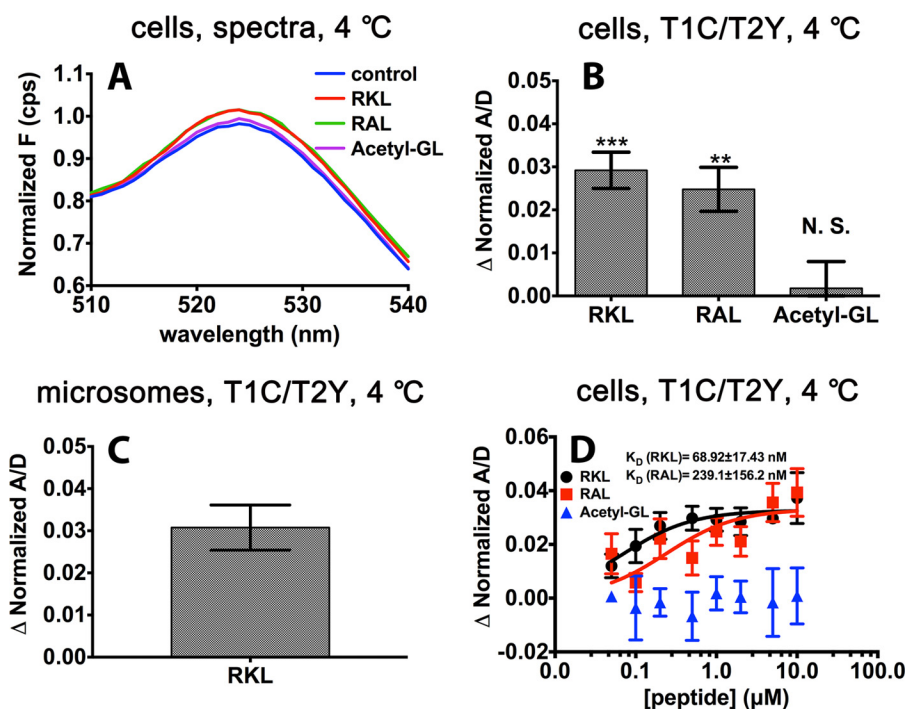 cells, spectra, 4 ℃
A
control
RKL
RAL
Acetyl-GL
Normalized F (cps)
1.1
1.0
0.9
0.8
0.7
0.6
510
520
530
540
wavelength (nm)
cells, T1C/T2Y, 4 ℃
B
Δ Normalized A/D
0.05
0.04
0.03
0.02
0.01
0.00
***
**
N. S.
RKL
RAL
Acetyl-GL
microsomes, T1C/T2Y, 4 ℃
C
Δ Normalized A/D
0.05
0.04
0.03
0.02
0.01
0.00
RKL
cells, T1C/T2Y, 4 ℃
D
K_D (RKL)= 68.92±17.43 nM
K_D (RAL)= 239.1±156.2 nM
RKL
RAL
Acetyl-GL
Δ Normalized A/D
0.06
0.04
0.02
0.00
-0.02
0.1
1.0
10.0
100.0
[peptide] (μM)